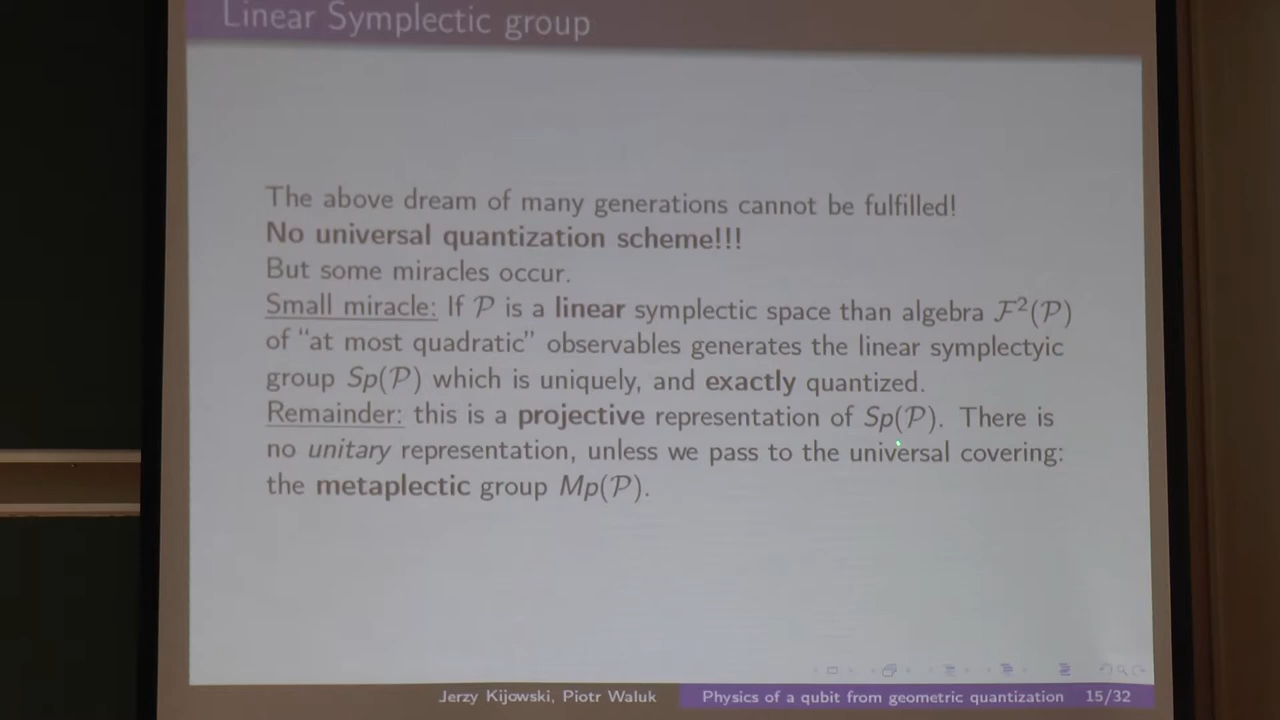 Linear Symplectic group
The above dream of many generations cannot be fulfilled!
No universal quantization scheme!!!
But some miracles occur.
Small miracle: If 𝒫 is a linear symplectic space than algebra ℱ²(𝒫)
of “at most quadratic” observables generates the linear symplectyic
group Sp(𝒫) which is uniquely, and exactly quantized.
Remainder: this is a projective representation of Sp(𝒫). There is
no unitary representation, unless we pass to the universal covering:
the metaplectic group Mp(𝒫).
Jerzy Kijowski, Piotr Waluk Physics of a qubit from geometric quantization 15/32